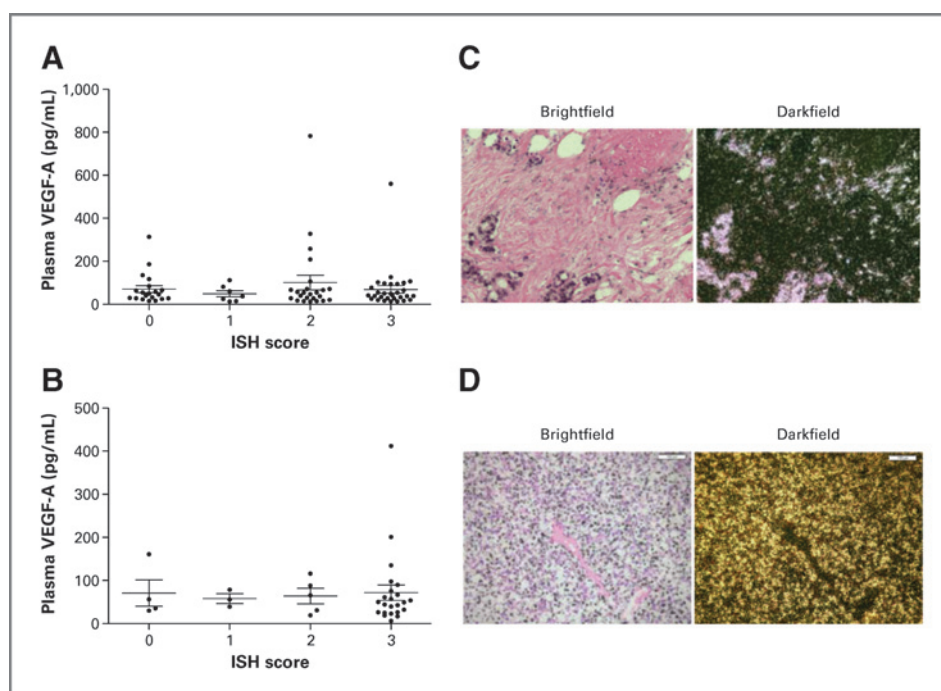 A
Plasma VEGF-A (pg/mL)
1,000
800
600
400
200
0
0 1 2 3
ISH score
B
Plasma VEGF-A (pg/mL)
500
400
300
200
100
0
0 1 2 3
ISH score
C
Brightfield Darkfield
D
Brightfield Darkfield